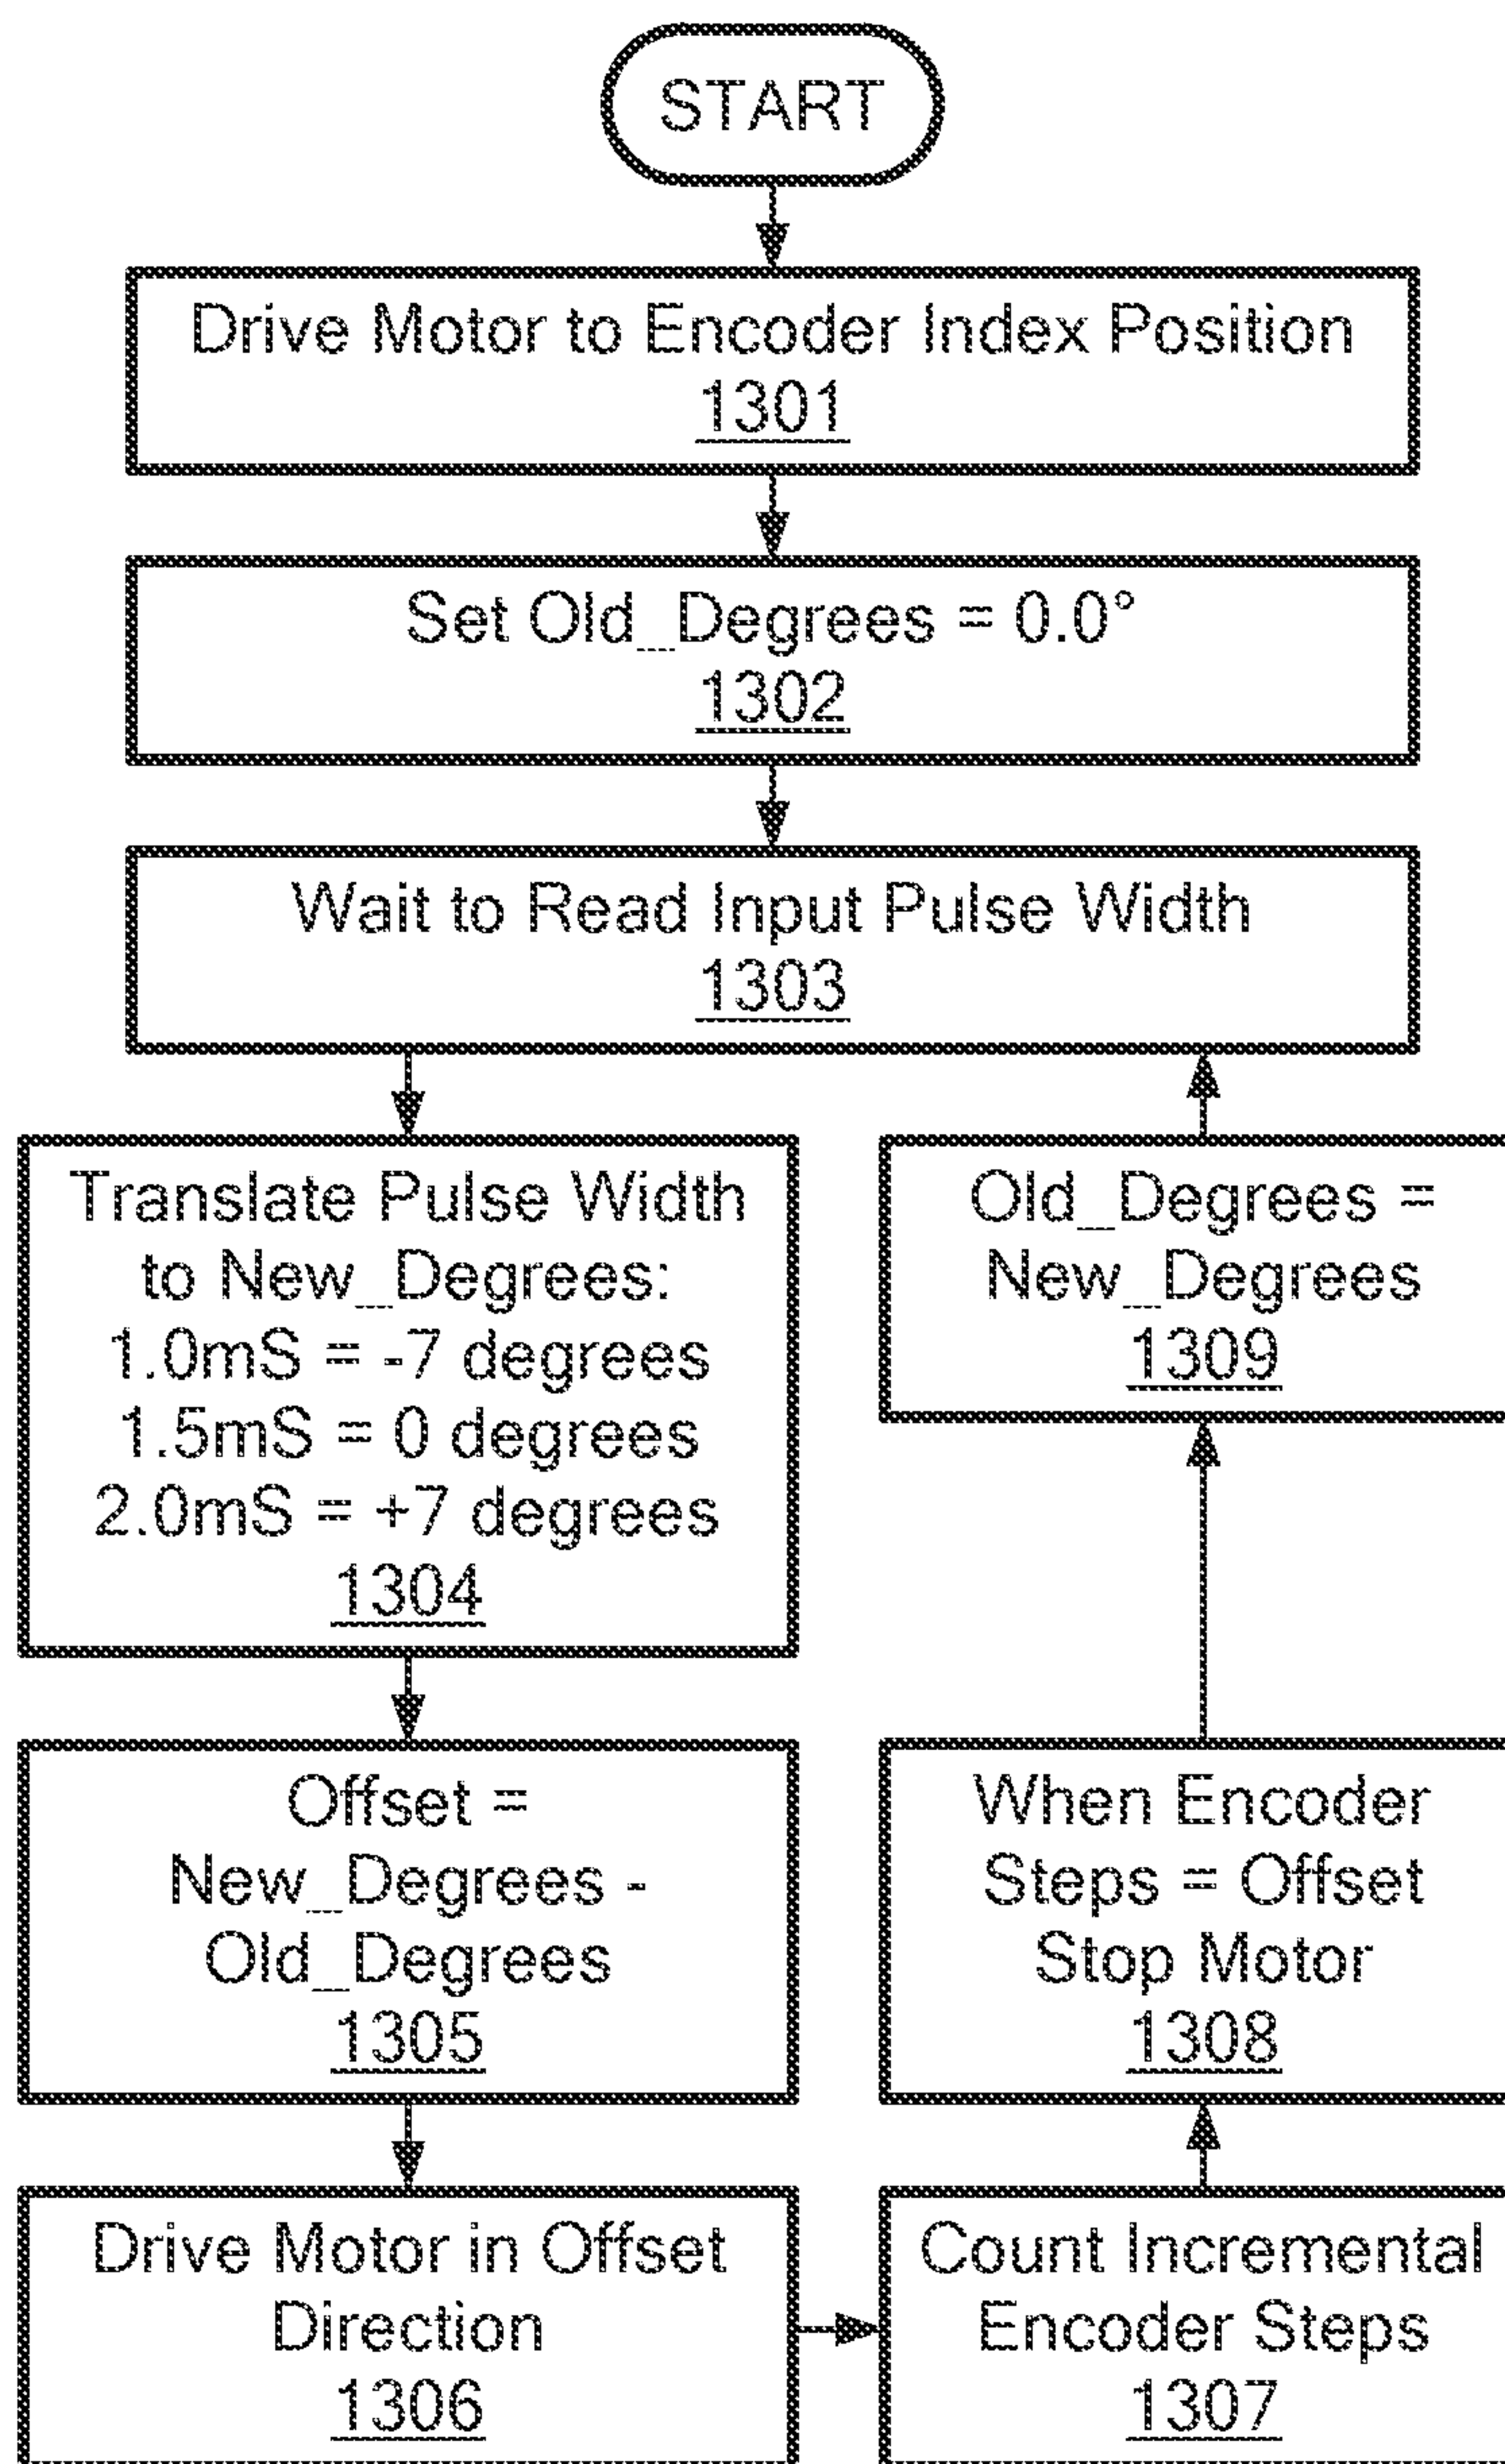 START
Drive Motor to Encoder Index Position
1301
Set Old_Degrees = 0.0°
1302
Wait to Read Input Pulse Width
1303
Translate Pulse Width
to New_Degrees:
1.0mS = -7 degrees
1.5mS = 0 degrees
2.0mS = +7 degrees
1304
Offset =
New_Degrees -
Old_Degrees
1305
Drive Motor in Offset
Direction
1306
Count Incremental
Encoder Steps
1307
When Encoder
Steps = Offset
Stop Motor
1308
Old_Degrees =
New_Degrees
1309